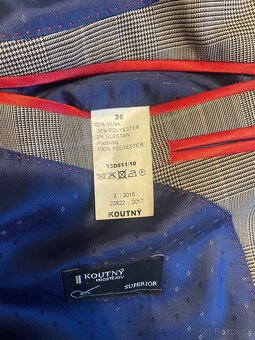 26
60% VLNA
38% POLYESTER
2% ELASTAN
Podšívka
100% POLYESTER
13D011/10
3 / 2018
23522 / 2017
KOUTNÝ
KOUTNÝ
PROSTĚJOV
SUPERIOR